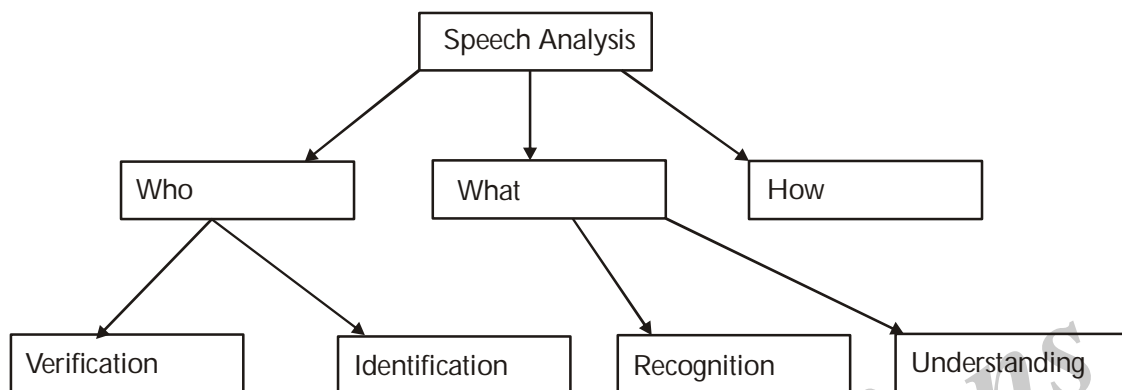 Speech Analysis
Who
What
How
Verification
Identification
Recognition
Understanding